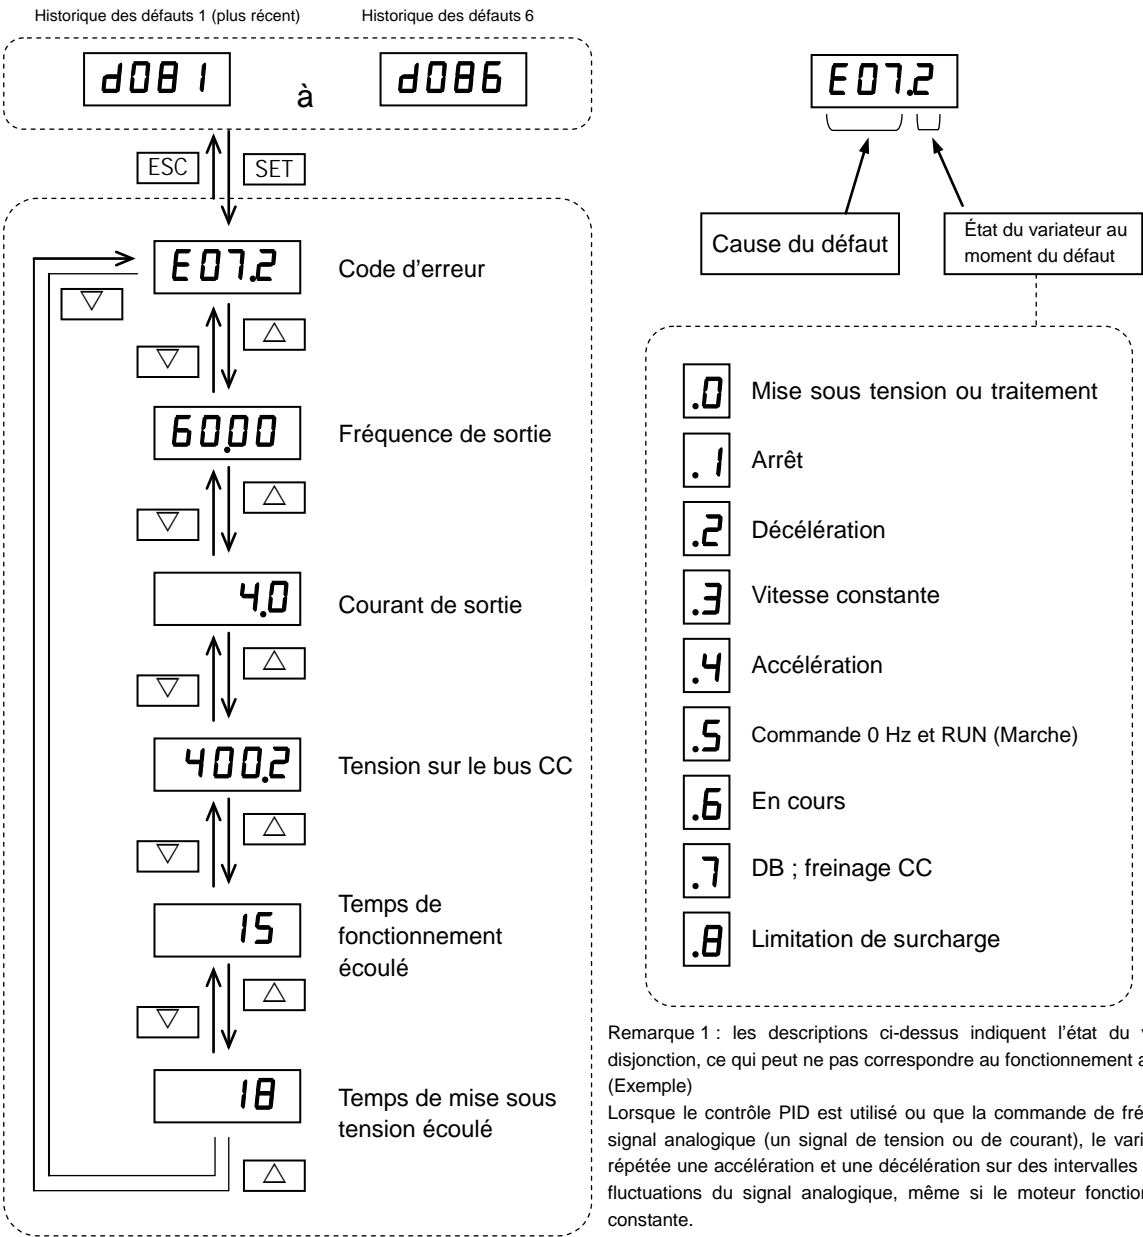 Historique des défauts 1 (plus récent)
Historique des défauts 6
d081
à
d086
ESC
SET
E07.2
Code d’erreur
60.00
Fréquence de sortie
4.0
Courant de sortie
400.2
Tension sur le bus CC
15
Temps de
fonctionnement
écoulé
18
Temps de mise sous
tension écoulé
E07.2
Cause du défaut
État du variateur au
moment du défaut
.0 Mise sous tension ou traitement
.1 Arrêt
.2 Décélération
.3 Vitesse constante
.4 Accélération
.5 Commande 0 Hz et RUN (Marche)
.6 En cours
.7 DB ; freinage CC
.8 Limitation de surcharge
Remarque 1 : les descriptions ci-dessus indiquent l’état du
disjonction, ce qui peut ne pas correspondre au fonctionnement
(Exemple)
Lorsque le contrôle PID est utilisé ou que la commande de fré
signal analogique (un signal de tension ou de courant), le vari
répétée une accélération et une décélération sur des intervalles
fluctuations du signal analogique, même si le moteur fonction
constante.